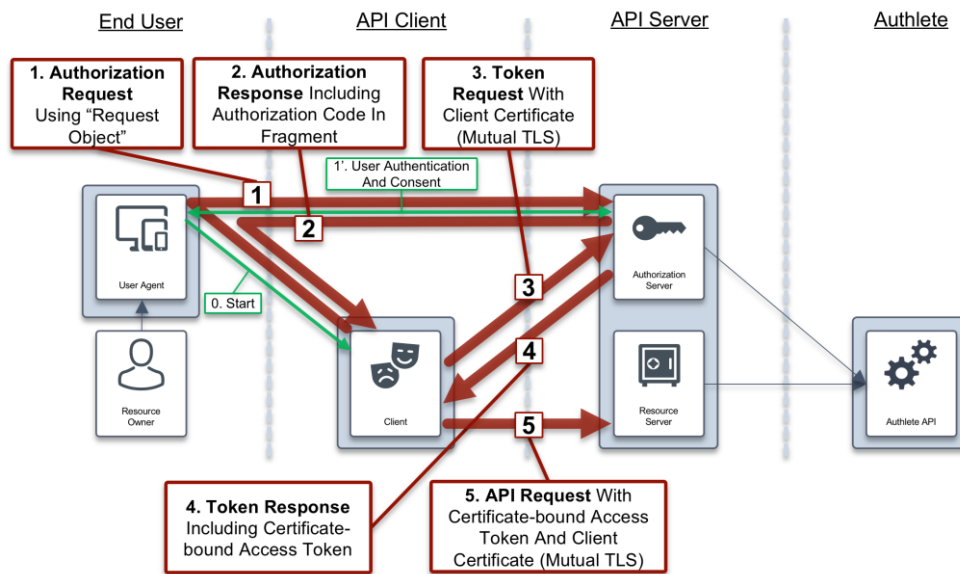 End User
API Client
API Server
Authlete
1. Authorization
Request
Using “Request
Object”
2. Authorization
Response Including
Authorization Code In
Fragment
3. Token
Request With
Client Certificate
(Mutual TLS)
1’. User Authentication
And Consent
1
2
User Agent
Authorization
Server
0. Start
3
4
Resource
Owner
Client
5
Resource
Server
Authlete API
4. Token Response
Including Certificate-
bound Access Token
5. API Request With
Certificate-bound Access
Token And Client
Certificate (Mutual TLS)